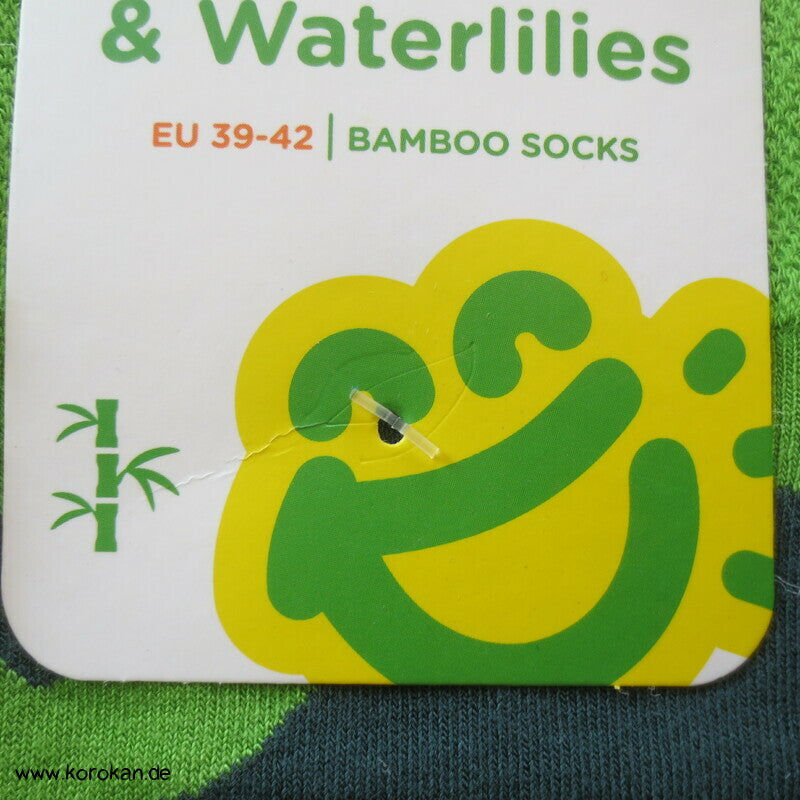 & Waterlilies
EU 39-42 | BAMBOO SOCKS
www.korokan.de